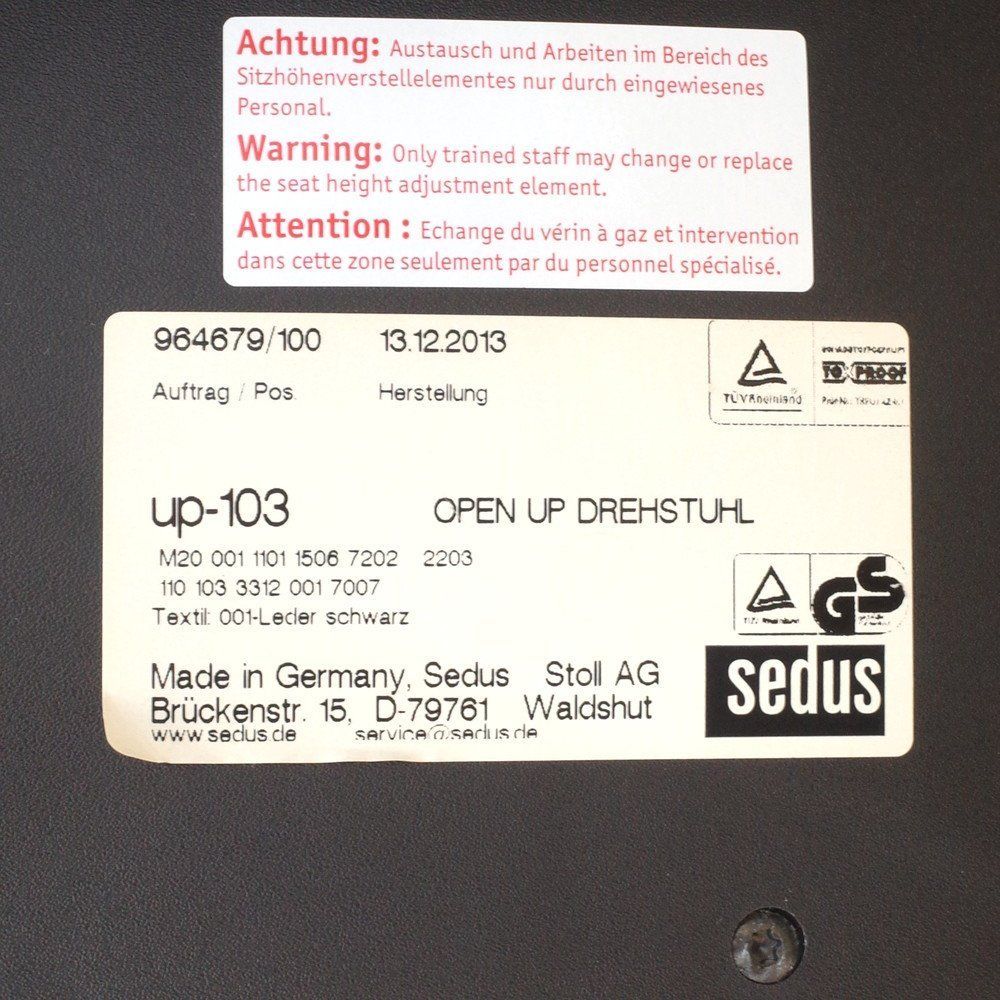 Achtung: Austausch und Arbeiten im Bereich des
Sitzhöhenverstellelementes nur durch eingewiesenes
Personal.
Warning: Only trained staff may change or replace
the seat height adjustment element.
Attention : Echange du vérin à gaz et intervention
dans cette zone seulement par du personnel spécialisé.
964679/100 13.12.2013
Auftrag / Pos. Herstellung
TÜVRheinland
TOXPROOF
up-103 OPEN UP DREHSTUHL
M20 001 1101 1506 7202 2203
110 103 3312 001 7007
Textil: 001-Leder schwarz
TÜV Rheinland
GS
Made in Germany, Sedus Stoll AG
Brückenstr. 15, D-79761 Waldshut
www.sedus.de service@sedus.de
sedus